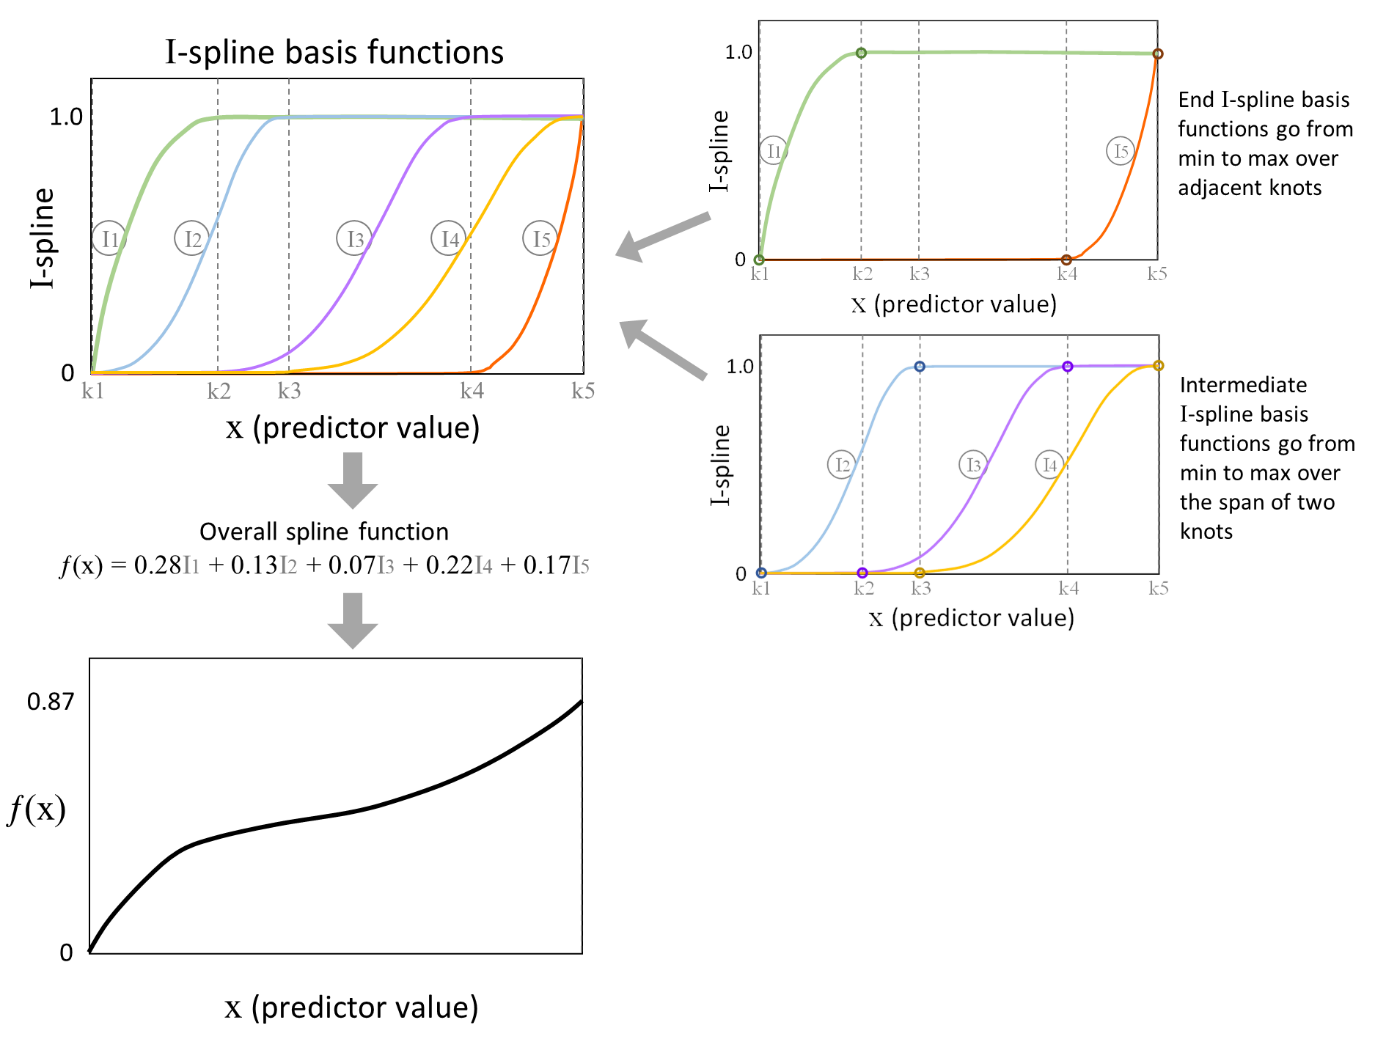 I-spline basis functions
1.0
I-spline
I1
I2
I3
I4
I5
0
k1
k2
k3
k4
k5
x (predictor value)
Overall spline function
f(x) = 0.28I1 + 0.13I2 + 0.07I3 + 0.22I4 + 0.17I5
0.87
f(x)
0
x (predictor value)
1.0
I-spline
I1
I5
0
k1
k2
k3
k4
k5
x (predictor value)
End I-spline basis
functions go from
min to max over
adjacent knots
1.0
I-spline
I2
I3
I4
0
k1
k2
k3
k4
k5
x (predictor value)
Intermediate
I-spline basis
functions go from
min to max over
the span of two
knots